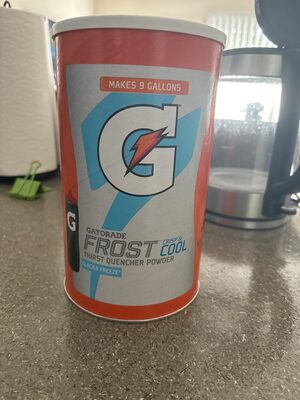 MAKES 9 GALLONS
G
G
GATORADE
FROST CRISP &
COOL
THIRST QUENCHER POWDER
GLACIER FREEZE®